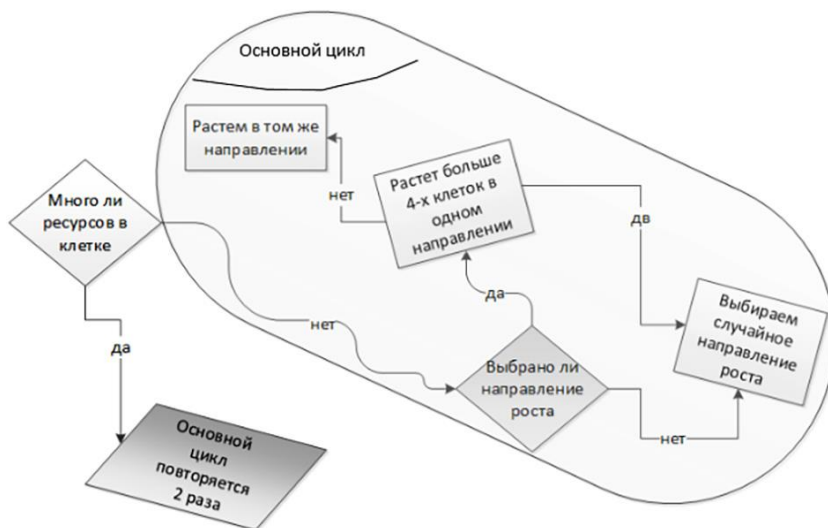 Основной цикл
Растем в том же
направлении
нет
Растет больше
4-х клеток в
одном
направлении
дв
Много ли
ресурсов в
клетке
нет
да
да
Выбираем
случайное
направление
роста
Выбрано ли
направление
роста
нет
Основной
цикл
повторяется
2 раза